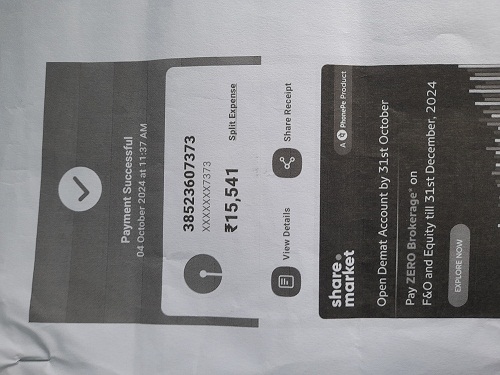 Payment Successful
04 October 2024 at 11:37 AM
38523607373
XXXXXXX7373
₹15,541
Split Expense
View Details
Share Receipt
share.
market
A PhonePe Product
Open Demat Account by 31st October
Pay ZERO Brokerage* on
F&O and Equity till 31st December, 2024
EXPLORE NOW